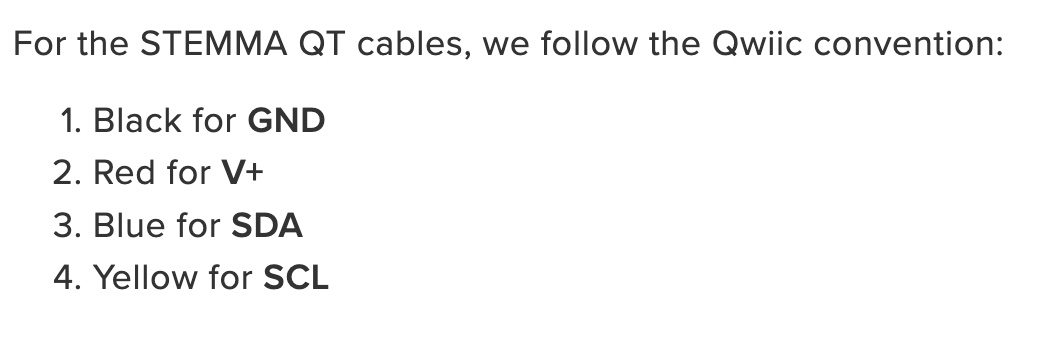 For the STEMMA QT cables, we follow the Qwiic convention:
1. Black for GND
2. Red for V+
3. Blue for SDA
4. Yellow for SCL